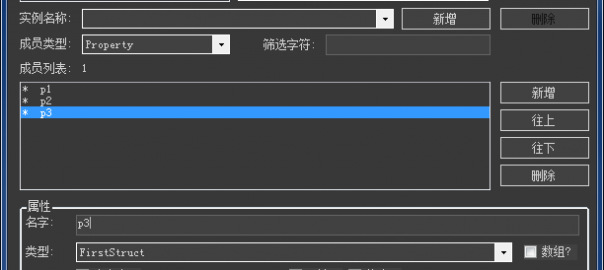 实例名称: 新增 删除
成员类型: Property 筛选字符:
成员列表: 1
* p1 新增
* p2
* p3 往上
往下
删除
属性
名字: p3
类型: FirstStruct 数组?